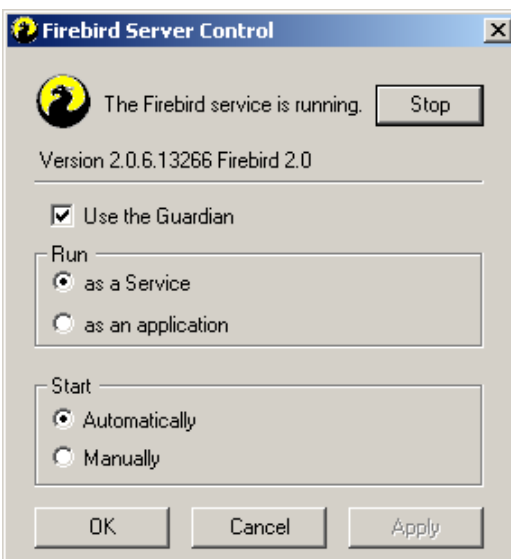 Firebird Server Control
The Firebird service is running. Stop
Version 2.0.6.13266 Firebird 2.0
Use the Guardian
Run
as a Service
as an application
Start
Automatically
Manually
OK Cancel Apply